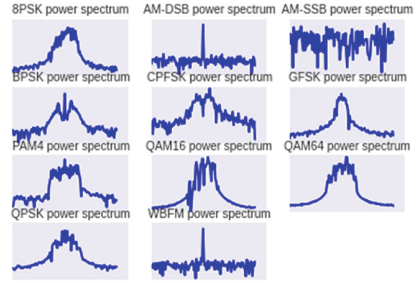 8PSK power spectrum AM-DSB power spectrum AM-SSB power spectrum
BPSK power spectrum CPFSK power spectrum GFSK power spectrum
PAM4 power spectrum QAM16 power spectrum QAM64 power spectrum
QPSK power spectrum WBFM power spectrum